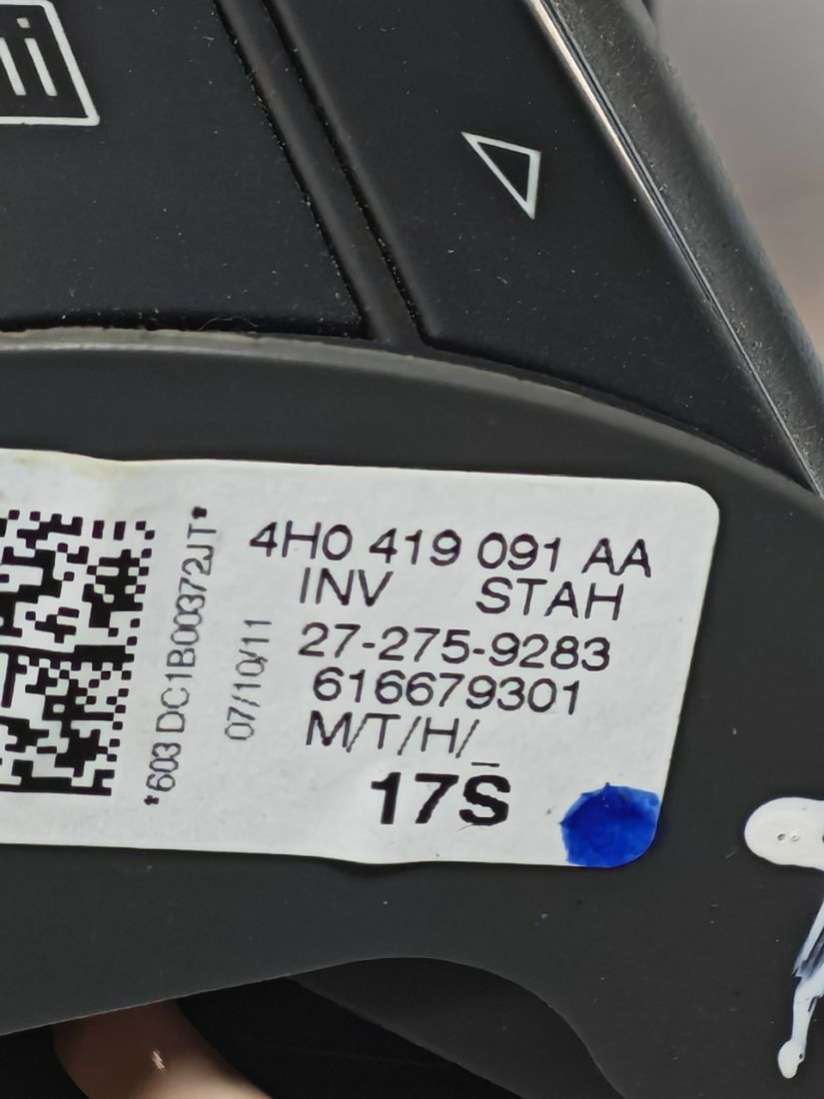 4H0 419 091 AA
INV STAH
27-275-9283
616679301
M/T/H/_
17S
07/10/11
*603 DC1B00372JT*